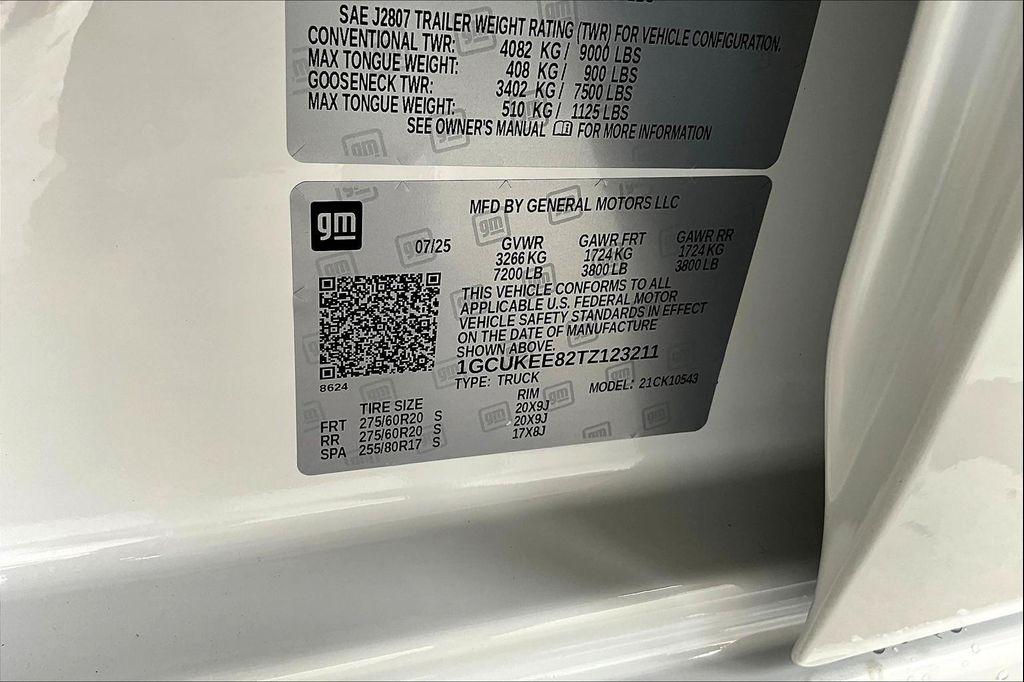 SAE J2807 TRAILER WEIGHT RATING (TWR) FOR VEHICLE CONFIGURATION.
CONVENTIONAL TWR: 4082 KG / 9000 LBS
MAX TONGUE WEIGHT: 408 KG / 900 LBS
GOOSENECK TWR: 3402 KG / 7500 LBS
MAX TONGUE WEIGHT: 510 KG / 1125 LBS
SEE OWNER'S MANUAL FOR MORE INFORMATION
gm
MFD BY GENERAL MOTORS LLC
07/25 GVWR GAWR FRT GAWR RR
3266 KG 1724 KG 1724 KG
7200 LB 3800 LB 3800 LB
THIS VEHICLE CONFORMS TO ALL
APPLICABLE U.S. FEDERAL MOTOR
VEHICLE SAFETY STANDARDS IN EFFECT
ON THE DATE OF MANUFACTURE
SHOWN ABOVE.
1GCUKEE82TZ123211
TYPE: TRUCK MODEL: 21CK10543
8624
TIRE SIZE RIM
FRT 275/60R20 S 20X9J
RR 275/60R20 S 20X9J
SPA 255/80R17 S 17X8J